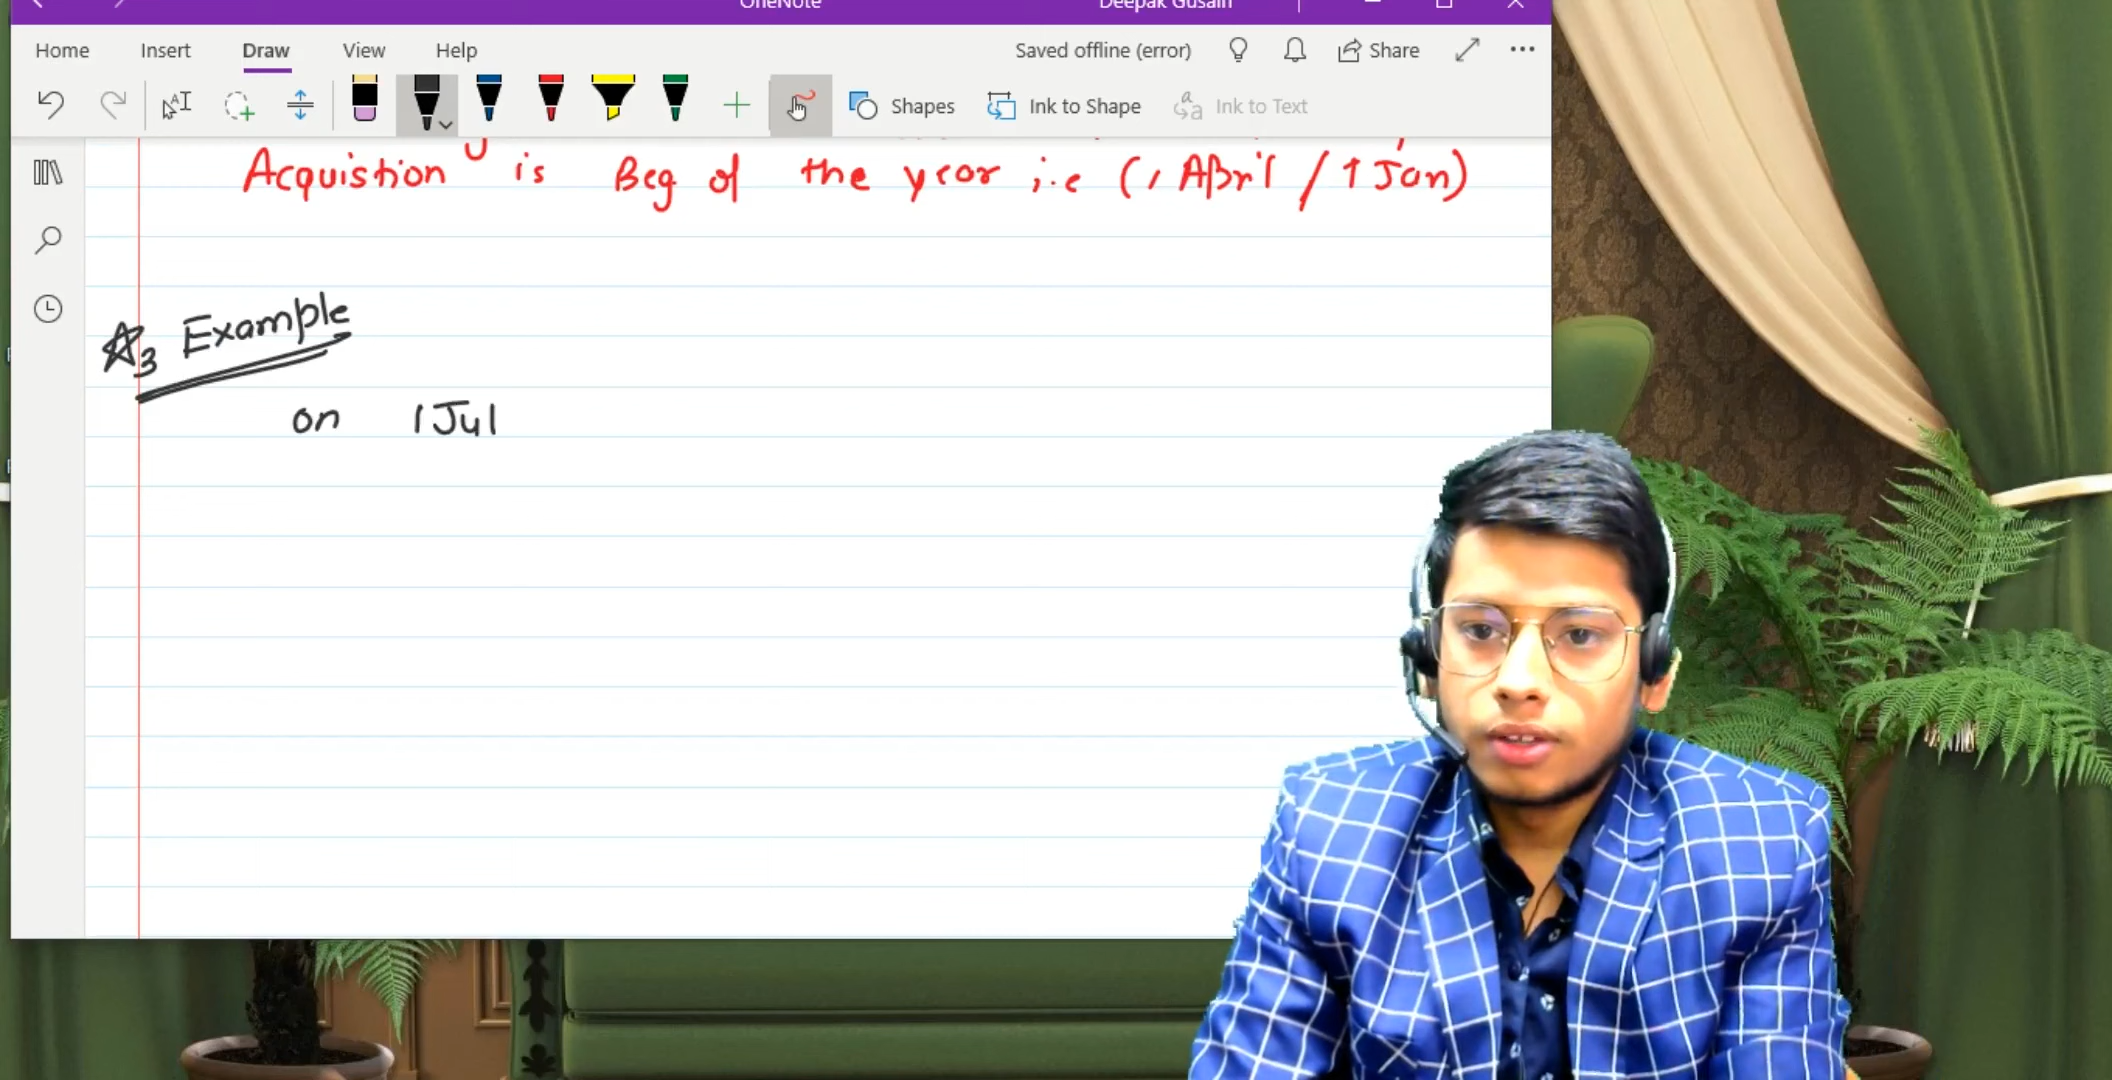 OneNote
Deepak Gusain
Home Insert Draw View Help Saved offline (error) Share
Shapes Ink to Shape Ink to Text
Acquistion is Beg of the year i.e (1 April / 1 Jan)
3 Example
on 1 Jul